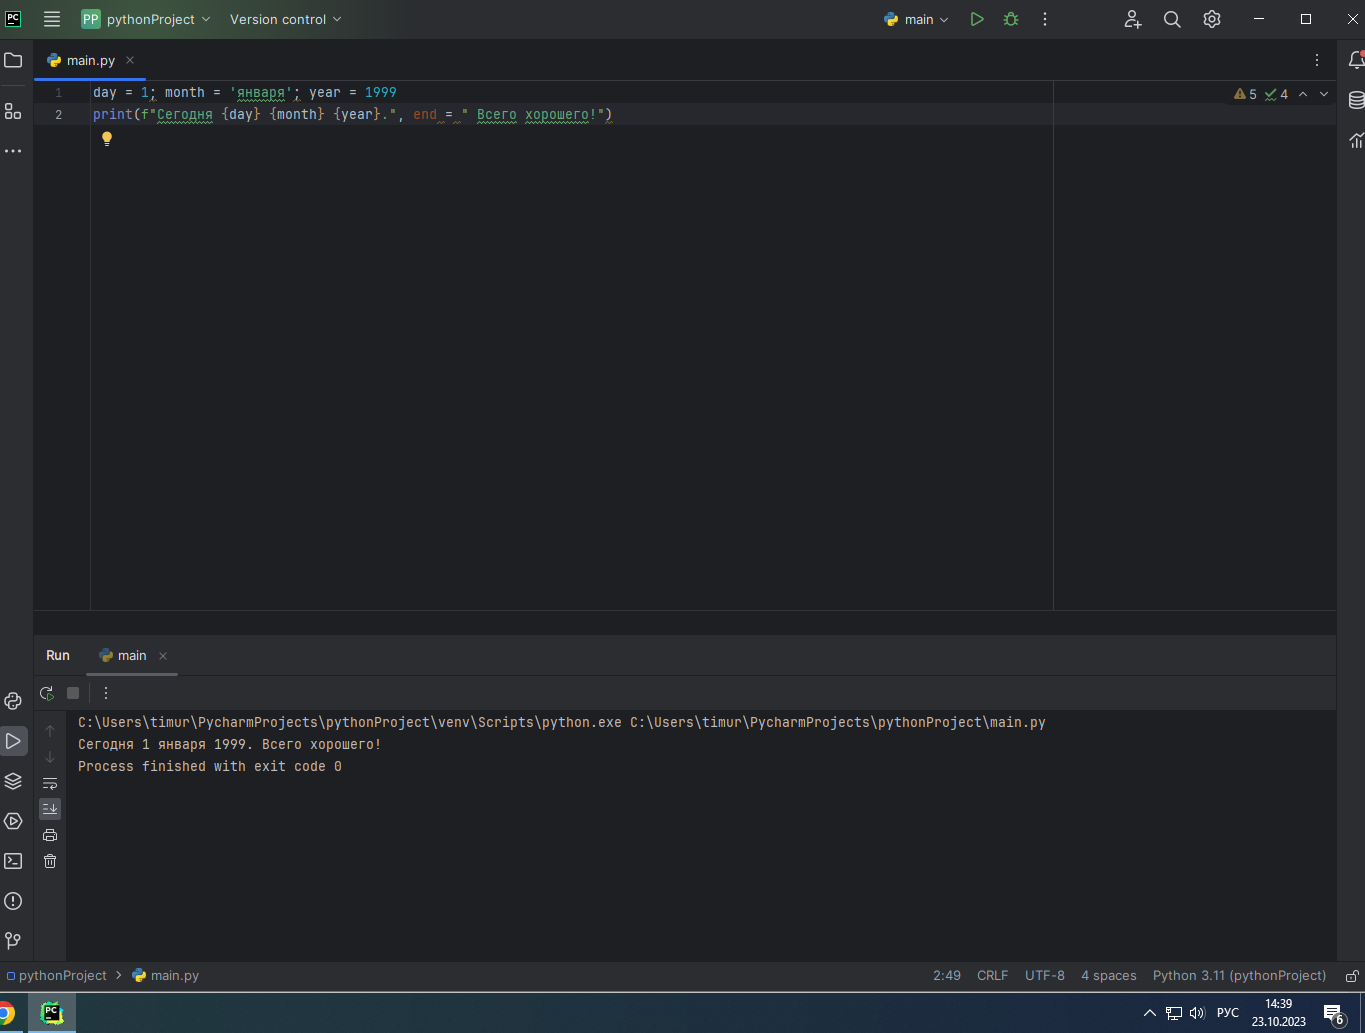 PC PP pythonProject Version control main
main.py
1 day = 1; month = 'января'; year = 1999 5 4
2 print(f"Сегодня {day} {month} {year}.", end = " Всего хорошего!")
Run main
C:\Users\timur\PycharmProjects\pythonProject\venv\Scripts\python.exe C:\Users\timur\PycharmProjects\pythonProject\main.py
Сегодня 1 января 1999. Всего хорошего!
Process finished with exit code 0
pythonProject > main.py 2:49 CRLF UTF-8 4 spaces Python 3.11 (pythonProject)
PC РУС 14:39 6
23.10.2023